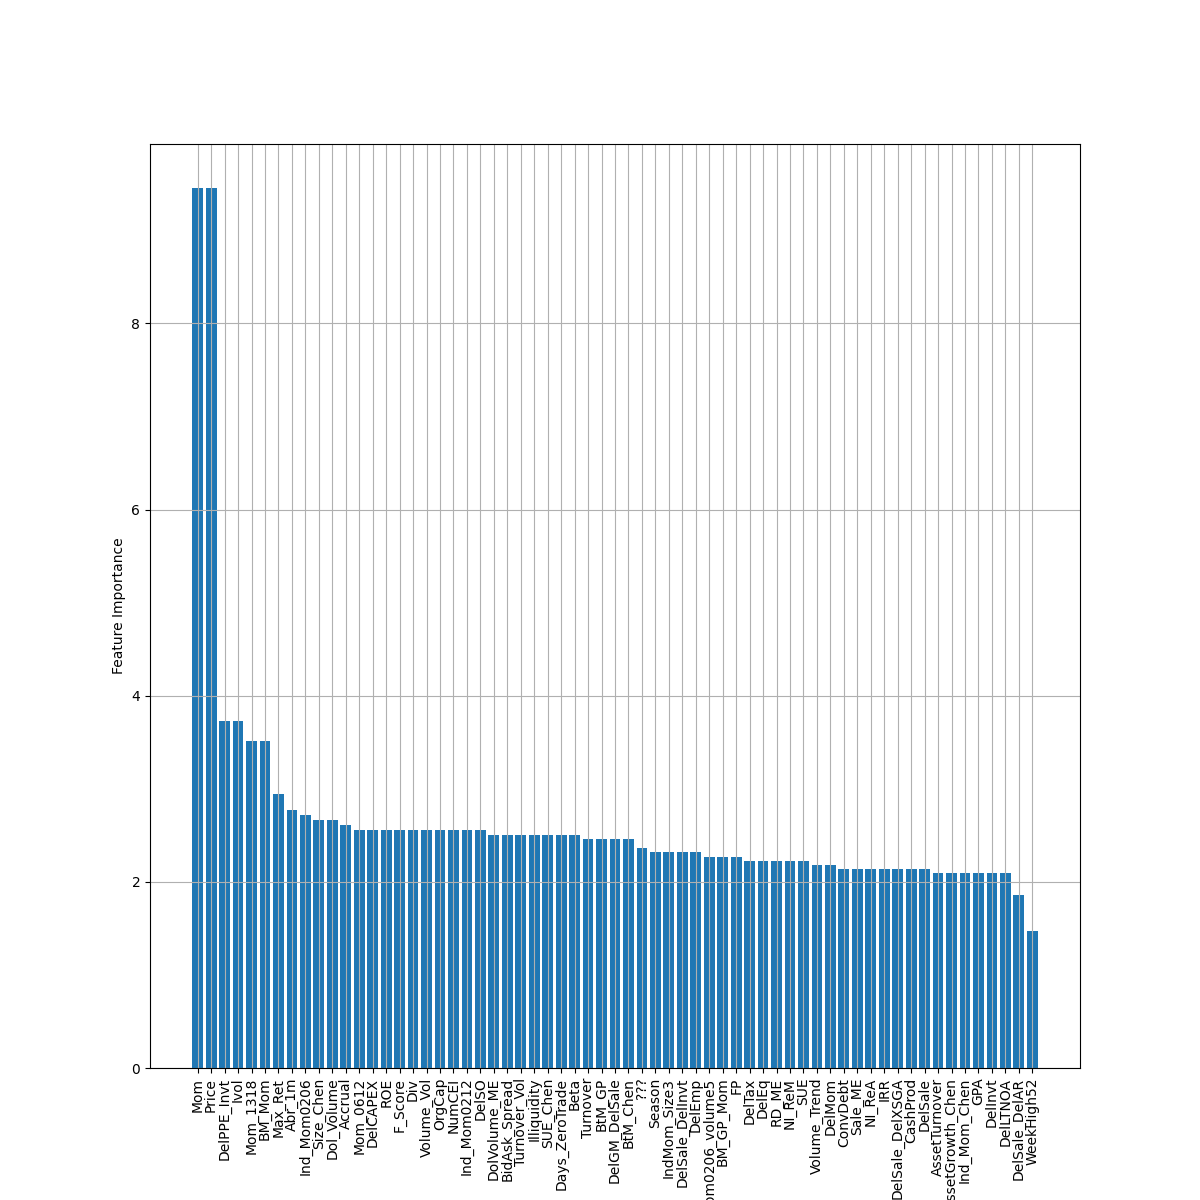 Feature Importance
8
6
4
2
0
Mom
Price
DelPPE_Invt
Ivol
Mom_1318
BM_Mom
Max_Ret
Abr_1m
Ind_Mom0206
Size_Chen
Dol_Volume
Accrual
Mom_0612
DelCAPEX
ROE
F_Score
Div
Volume_Vol
OrgCap
NumCEI
Ind_Mom0212
DelSO
DolVolume_ME
BidAsk_Spread
Turnover_Vol
Illiquidity
SUE_Chen
Days_ZeroTrade
Beta
Turnover
BtM_GP
DelGM_DelSale
BtM_Chen
???
Season
IndMom_Size3
DelSale_DelInvt
DelEmp
om0206_volume5
BM_GP_Mom
FP
DelTax
DelEq
RD_ME
NI_ReM
SUE
Volume_Trend
DelMom
ConvDebt
Sale_ME
NI_ReA
IRR
DelSale_DelXSGA
CashProd
DelSale
AssetTurnover
ssetGrowth_Chen
Ind_Mom_Chen
GPA
DelInvt
DelLTNOA
DelSale_DelAR
WeekHigh52